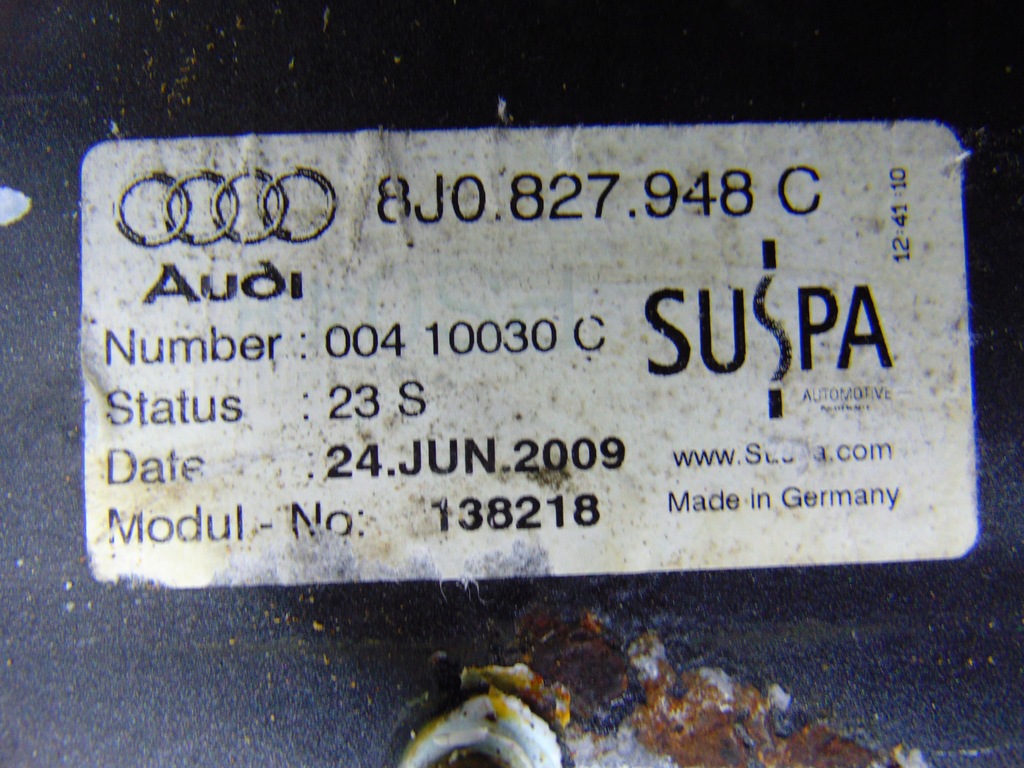 8J0.827.948 C
12:41:10
Audi
SUSPA
Number : 004 10030 C
AUTOMOTIVE
Status : 23 S
Date : 24.JUN.2009
Made in Germany
Modul - No: 138218